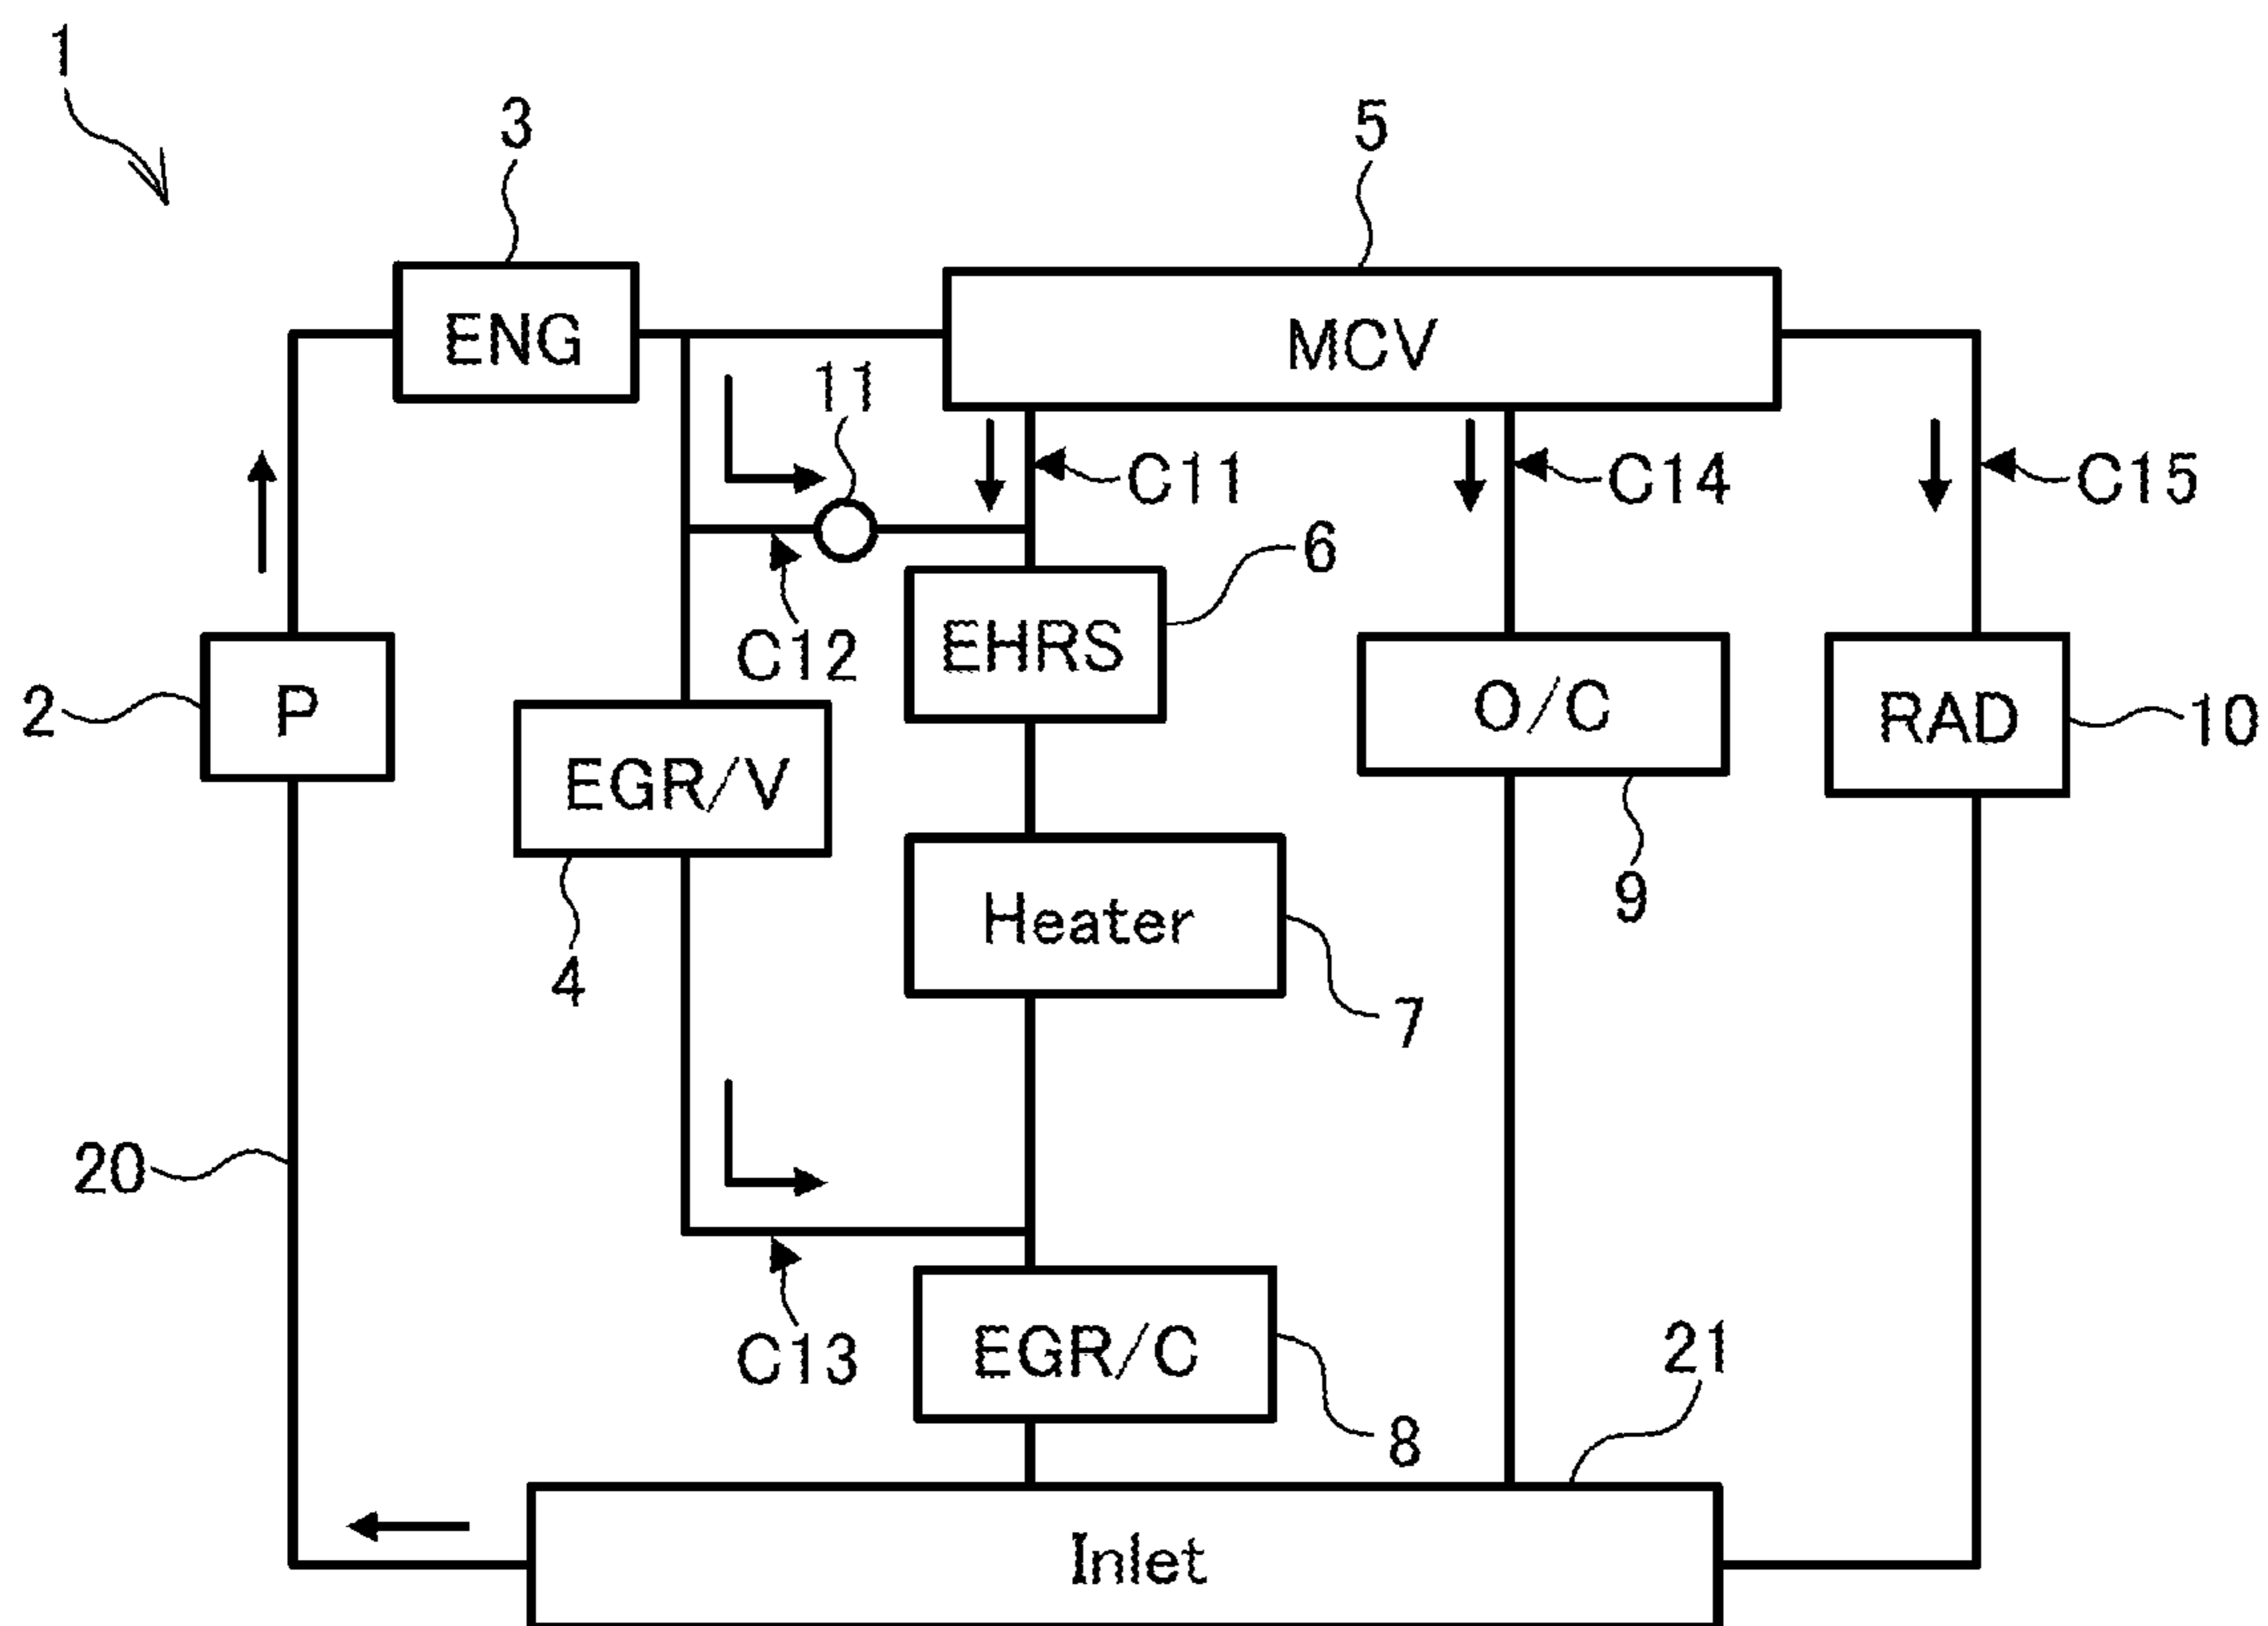 1
3
5
ENG
MCV
11
C11
C14
C15
6
C12
EHRS
2
P
O/C
RAD
10
EGR/V
9
Heater
4
7
20
C13
EGR/C
21
8
Inlet